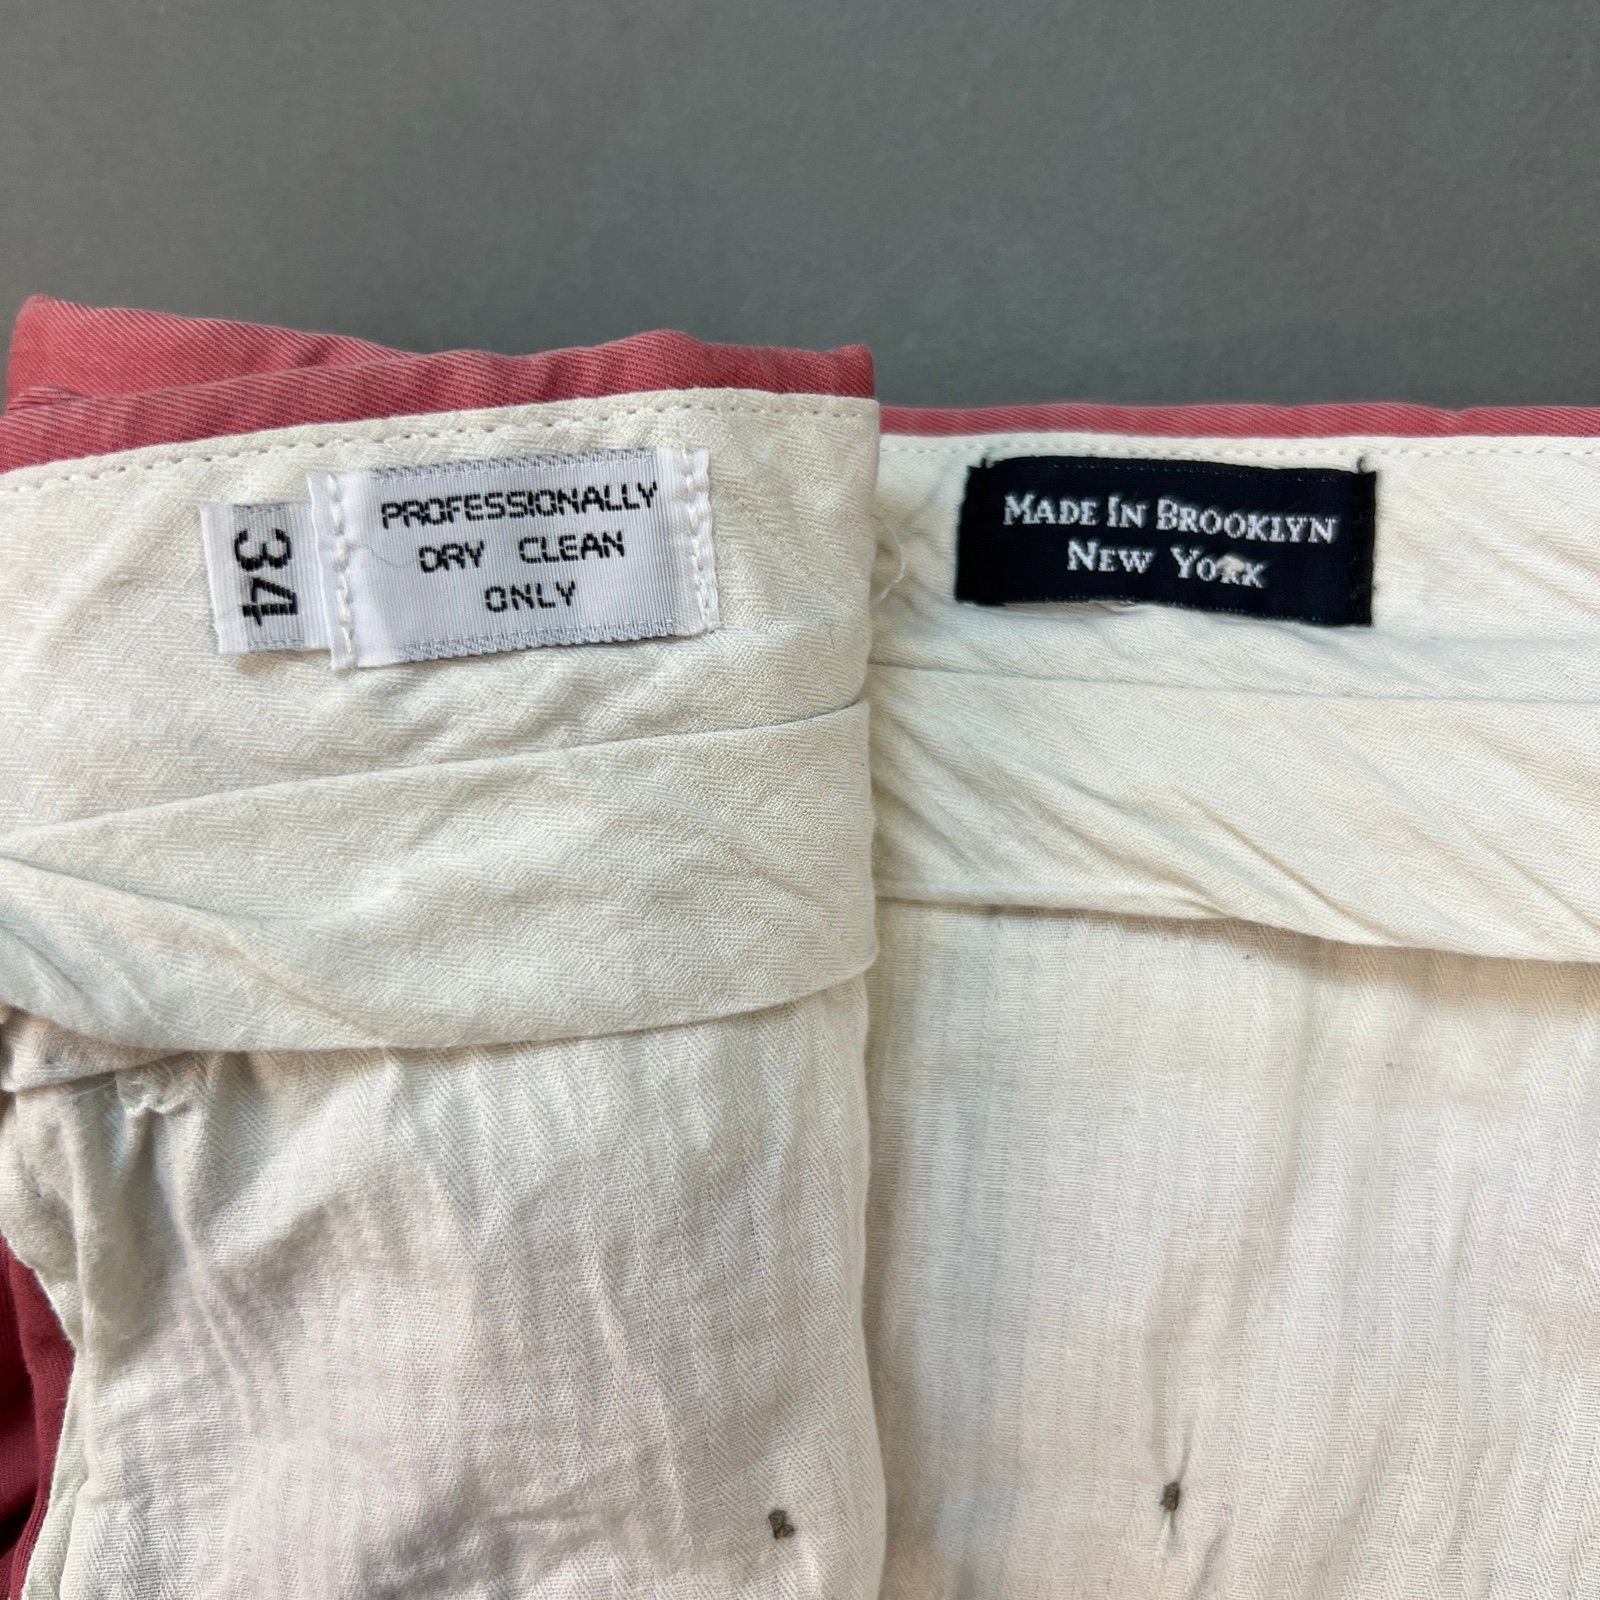 34
PROFESSIONALLY
DRY CLEAN
ONLY
MADE IN BROOKLYN
NEW YORK